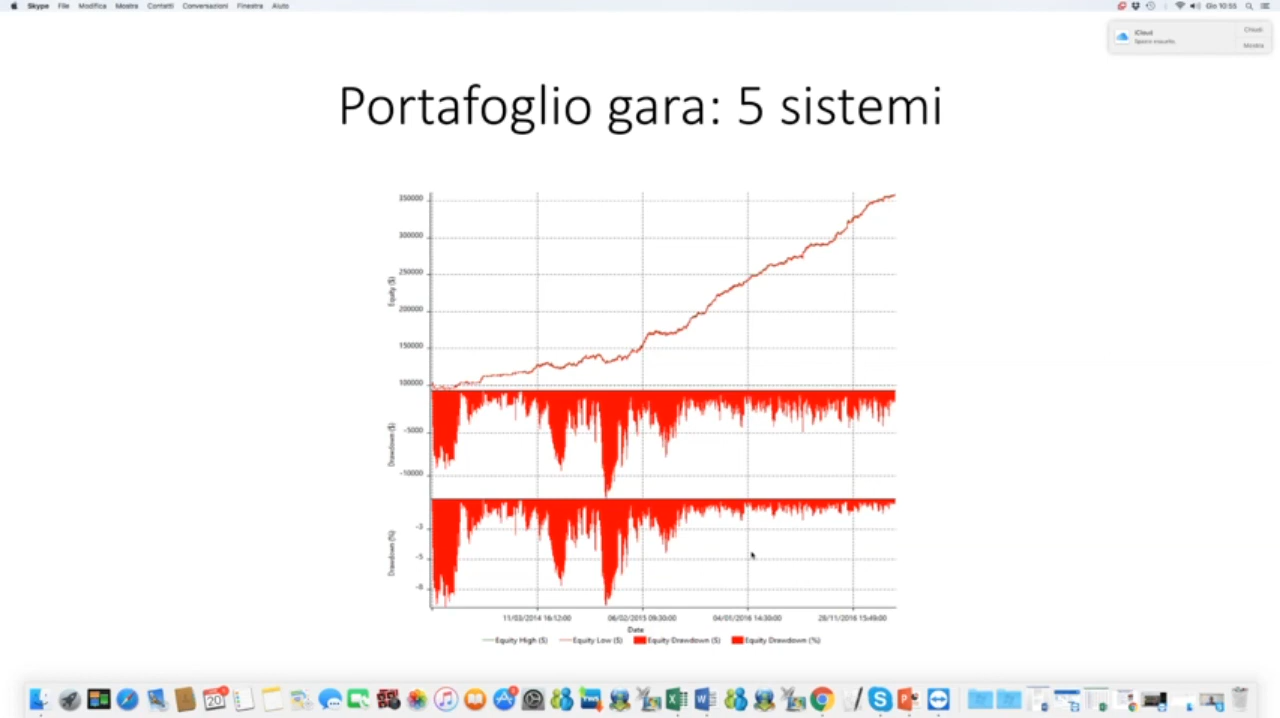 Skype File Modifica Mostra Contatti Conversazioni Finestra Aiuto
Gio 10:55
iCloud
Spazio esaurito.
Chiudi
Mostra
Portafoglio gara: 5 sistemi
Equity ($)
350000
300000
250000
200000
150000
100000
Drawdown ($)
-5000
-10000
Drawdown (%)
-3
-5
-8
11/03/2014 16:12:00 06/02/2015 09:30:00 04/01/2016 14:30:00 28/11/2016 15:49:00
Date
Equity High ($) Equity Low ($) Equity Drawdown ($) Equity Drawdown (%)
20